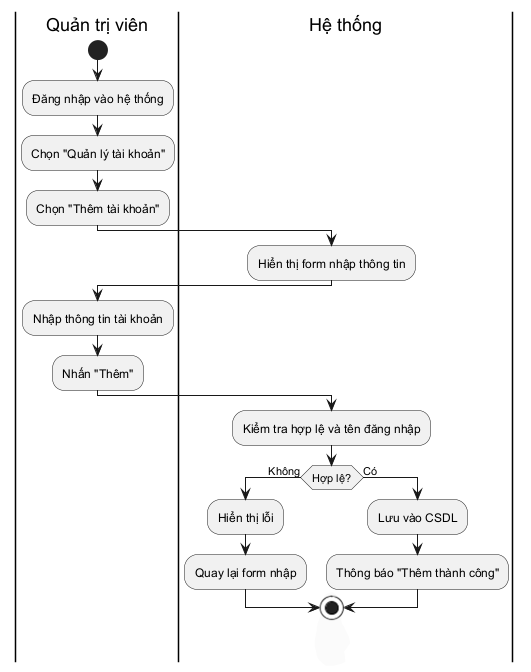 Quản trị viên
Hệ thống
Đăng nhập vào hệ thống
Chọn "Quản lý tài khoản"
Chọn "Thêm tài khoản"
Hiển thị form nhập thông tin
Nhập thông tin tài khoản
Nhấn "Thêm"
Kiểm tra hợp lệ và tên đăng nhập
Không
Hợp lệ?
Có
Hiển thị lỗi
Lưu vào CSDL
Quay lại form nhập
Thông báo "Thêm thành công"